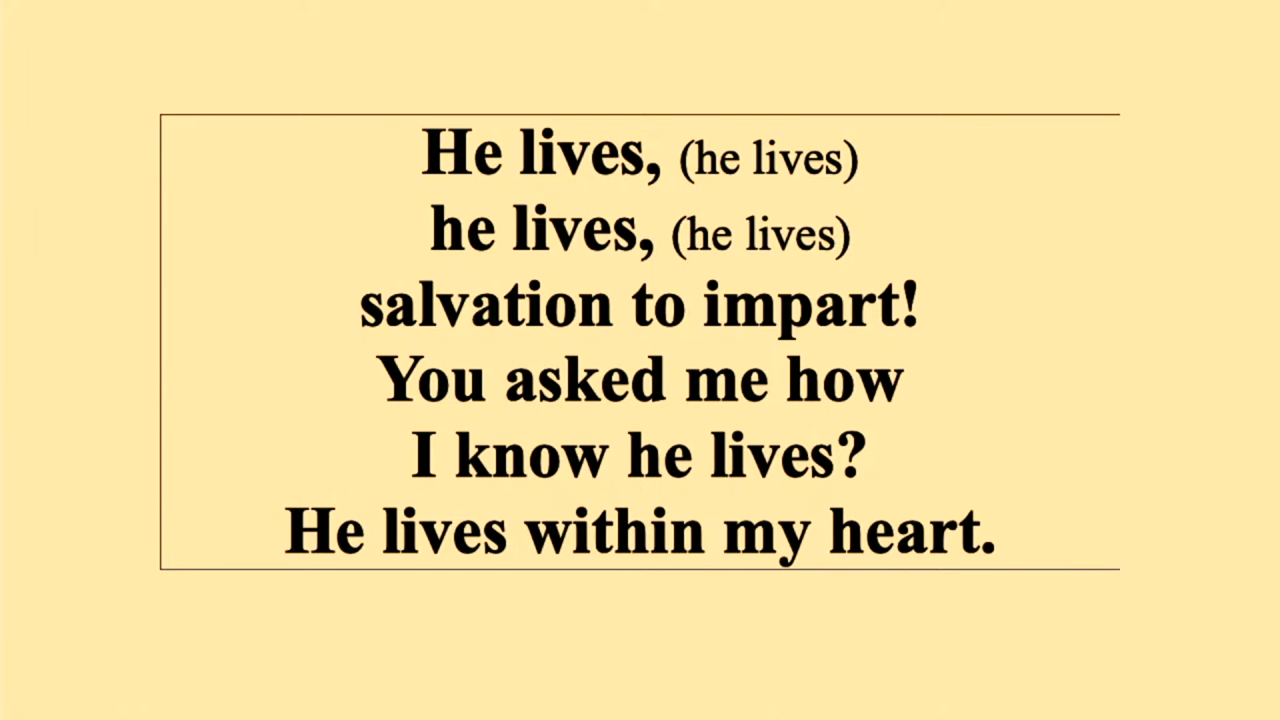 He lives, (he lives)
he lives, (he lives)
salvation to impart!
You asked me how
I know he lives?
He lives within my heart.